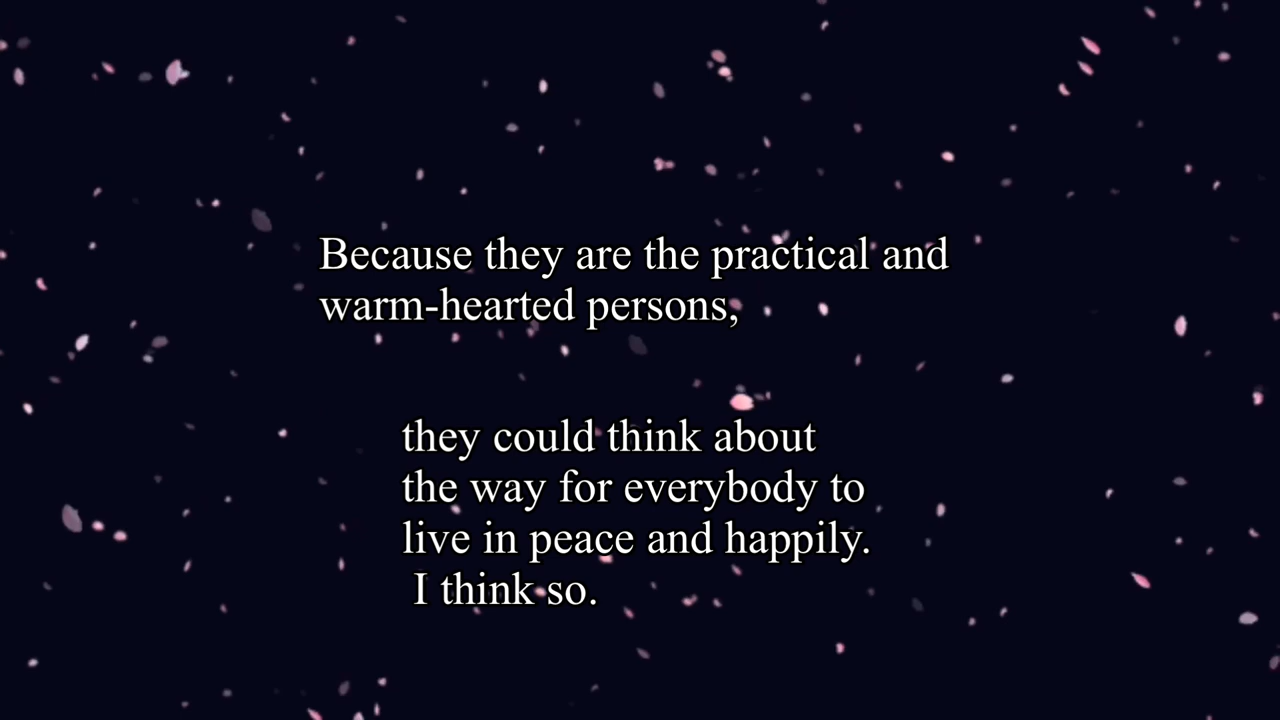 Because they are the practical and
warm-hearted persons,
they could think about
the way for everybody to
live in peace and happily.
I think so.